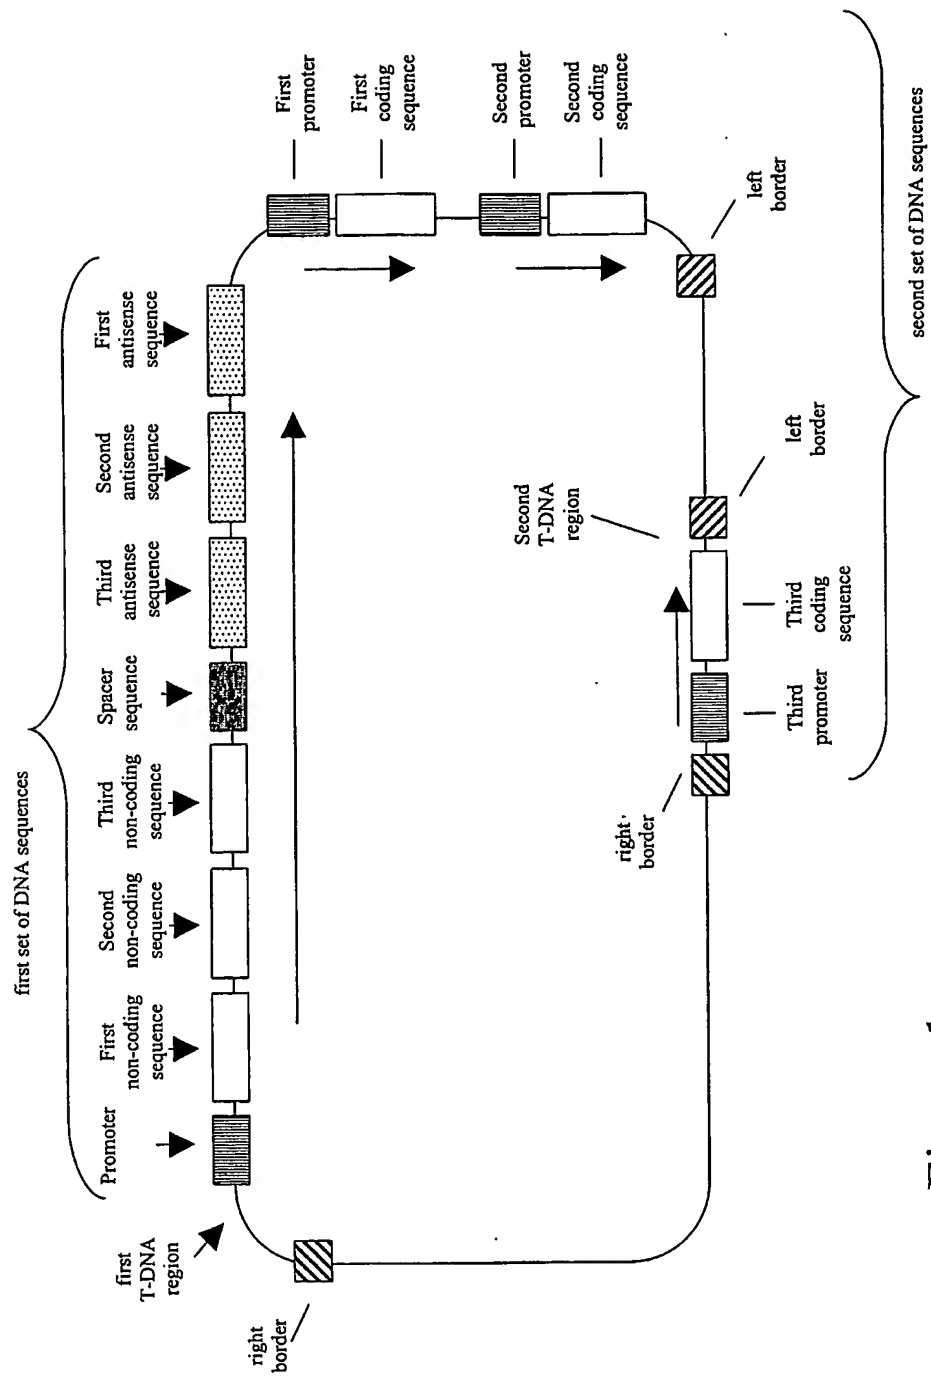 first set of DNA sequences
Promoter
First
non-coding
sequence
Second
non-coding
sequence
Third
non-coding
sequence
Spacer
sequence
Third
antisense
sequence
Second
antisense
sequence
First
antisense
sequence
first
T-DNA
region
right
border
First
promoter
First
coding
sequence
Second
promoter
Second
coding
sequence
left
border
Second
T-DNA
region
left
border
right
border
Third
promoter
Third
coding
sequence
second set of DNA sequences